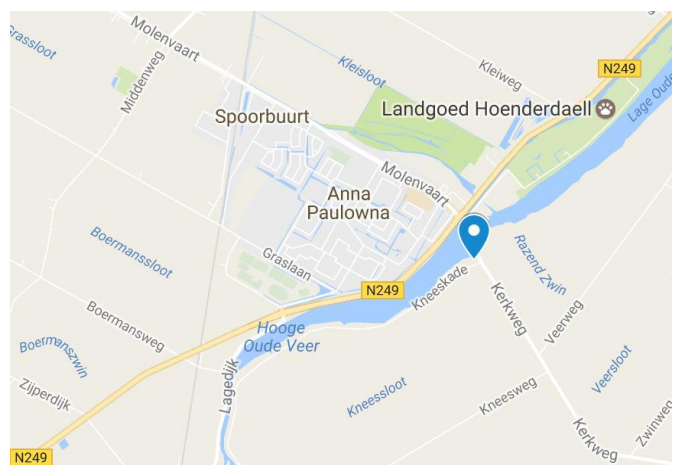 Grassloot
Molenvaart
Middenweg
Kleisloot
Kleiweg
N249
Landgoed Hoenderdaell
Lage Oude
Spoorbuurt
Molenvaart
Anna
Paulowna
Boermanssloot
Graslaan
Razend Zwin
N249
Kneeskade
Kerkweg
Boermansweg
Hooge
Oude Veer
Veerweg
Boermanszwin
Lagedijk
Veersloot
Zijperdijk
Kneessloot
Kneesweg
Zwinweg
Kerkweg
N249